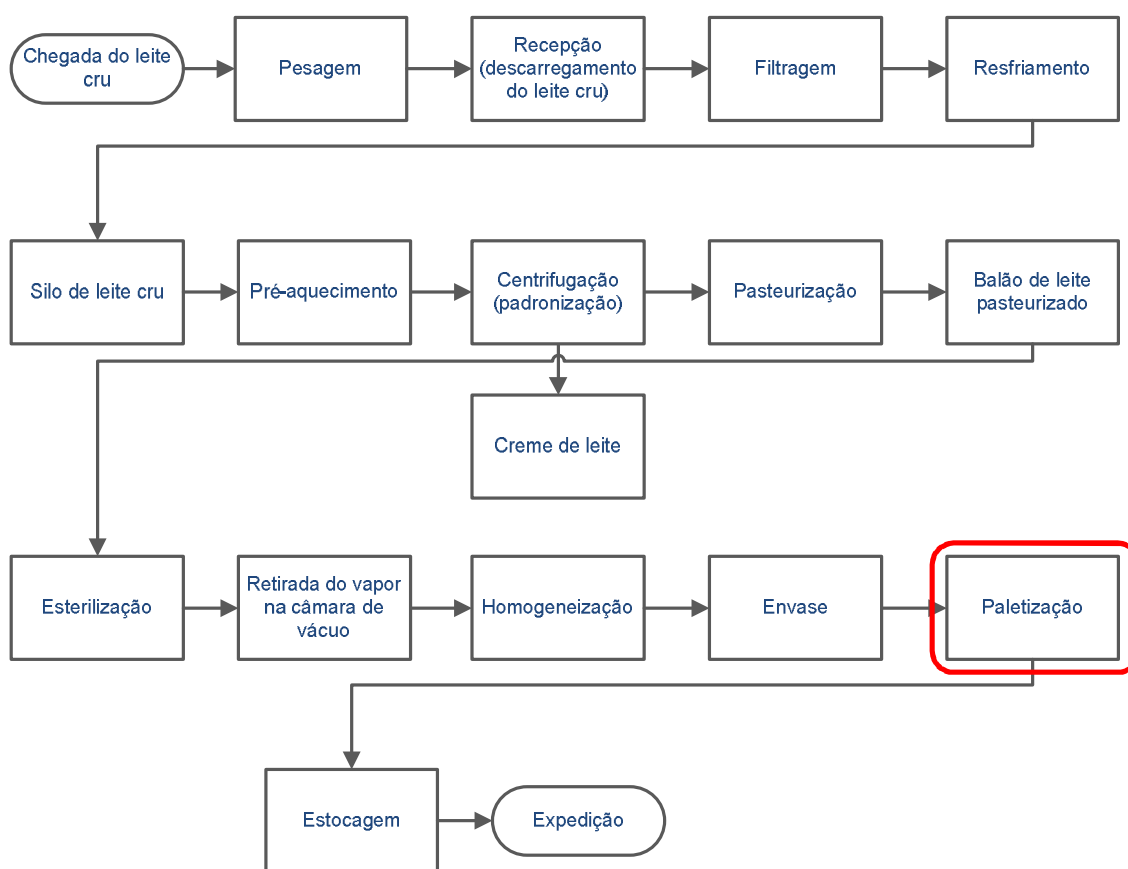 Chegada do leite
cru
Pesagem
Recepção
(descarregamento
do leite cru)
Filtragem
Resfriamento
Silo de leite cru
Pré-aquecimento
Centrifugação
(padronização)
Pasteurização
Balão de leite
pasteurizado
Creme de leite
Esterilização
Retirada do vapor
na câmara de
vácuo
Homogeneização
Envase
Paletização
Estocagem
Expedição